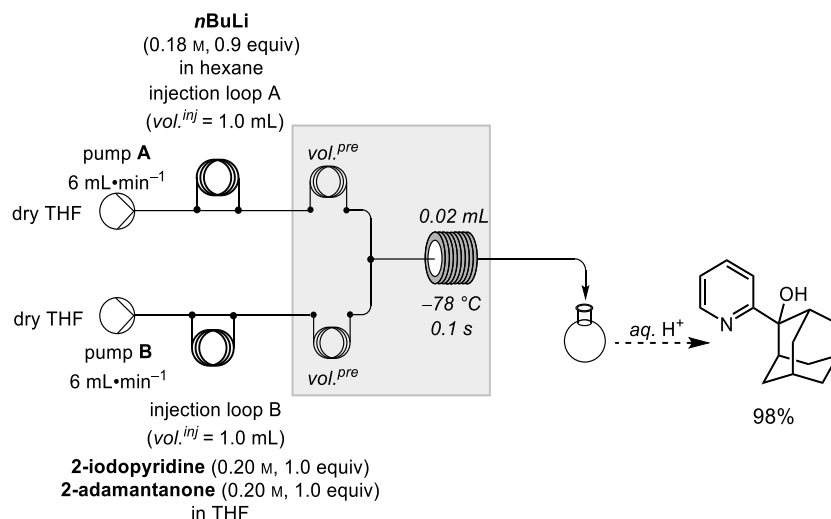 nBuLi
(0.18 M, 0.9 equiv)
in hexane
injection loop A
(vol.inj = 1.0 mL)
pump A
6 mL•min−1
dry THF
vol.pre
0.02 mL
−78 °C
0.1 s
dry THF
pump B
6 mL•min−1
vol.pre
injection loop B
(vol.inj = 1.0 mL)
2-iodopyridine (0.20 M, 1.0 equiv)
2-adamantanone (0.20 M, 1.0 equiv)
in THF
aq. H+
OH
N
98%